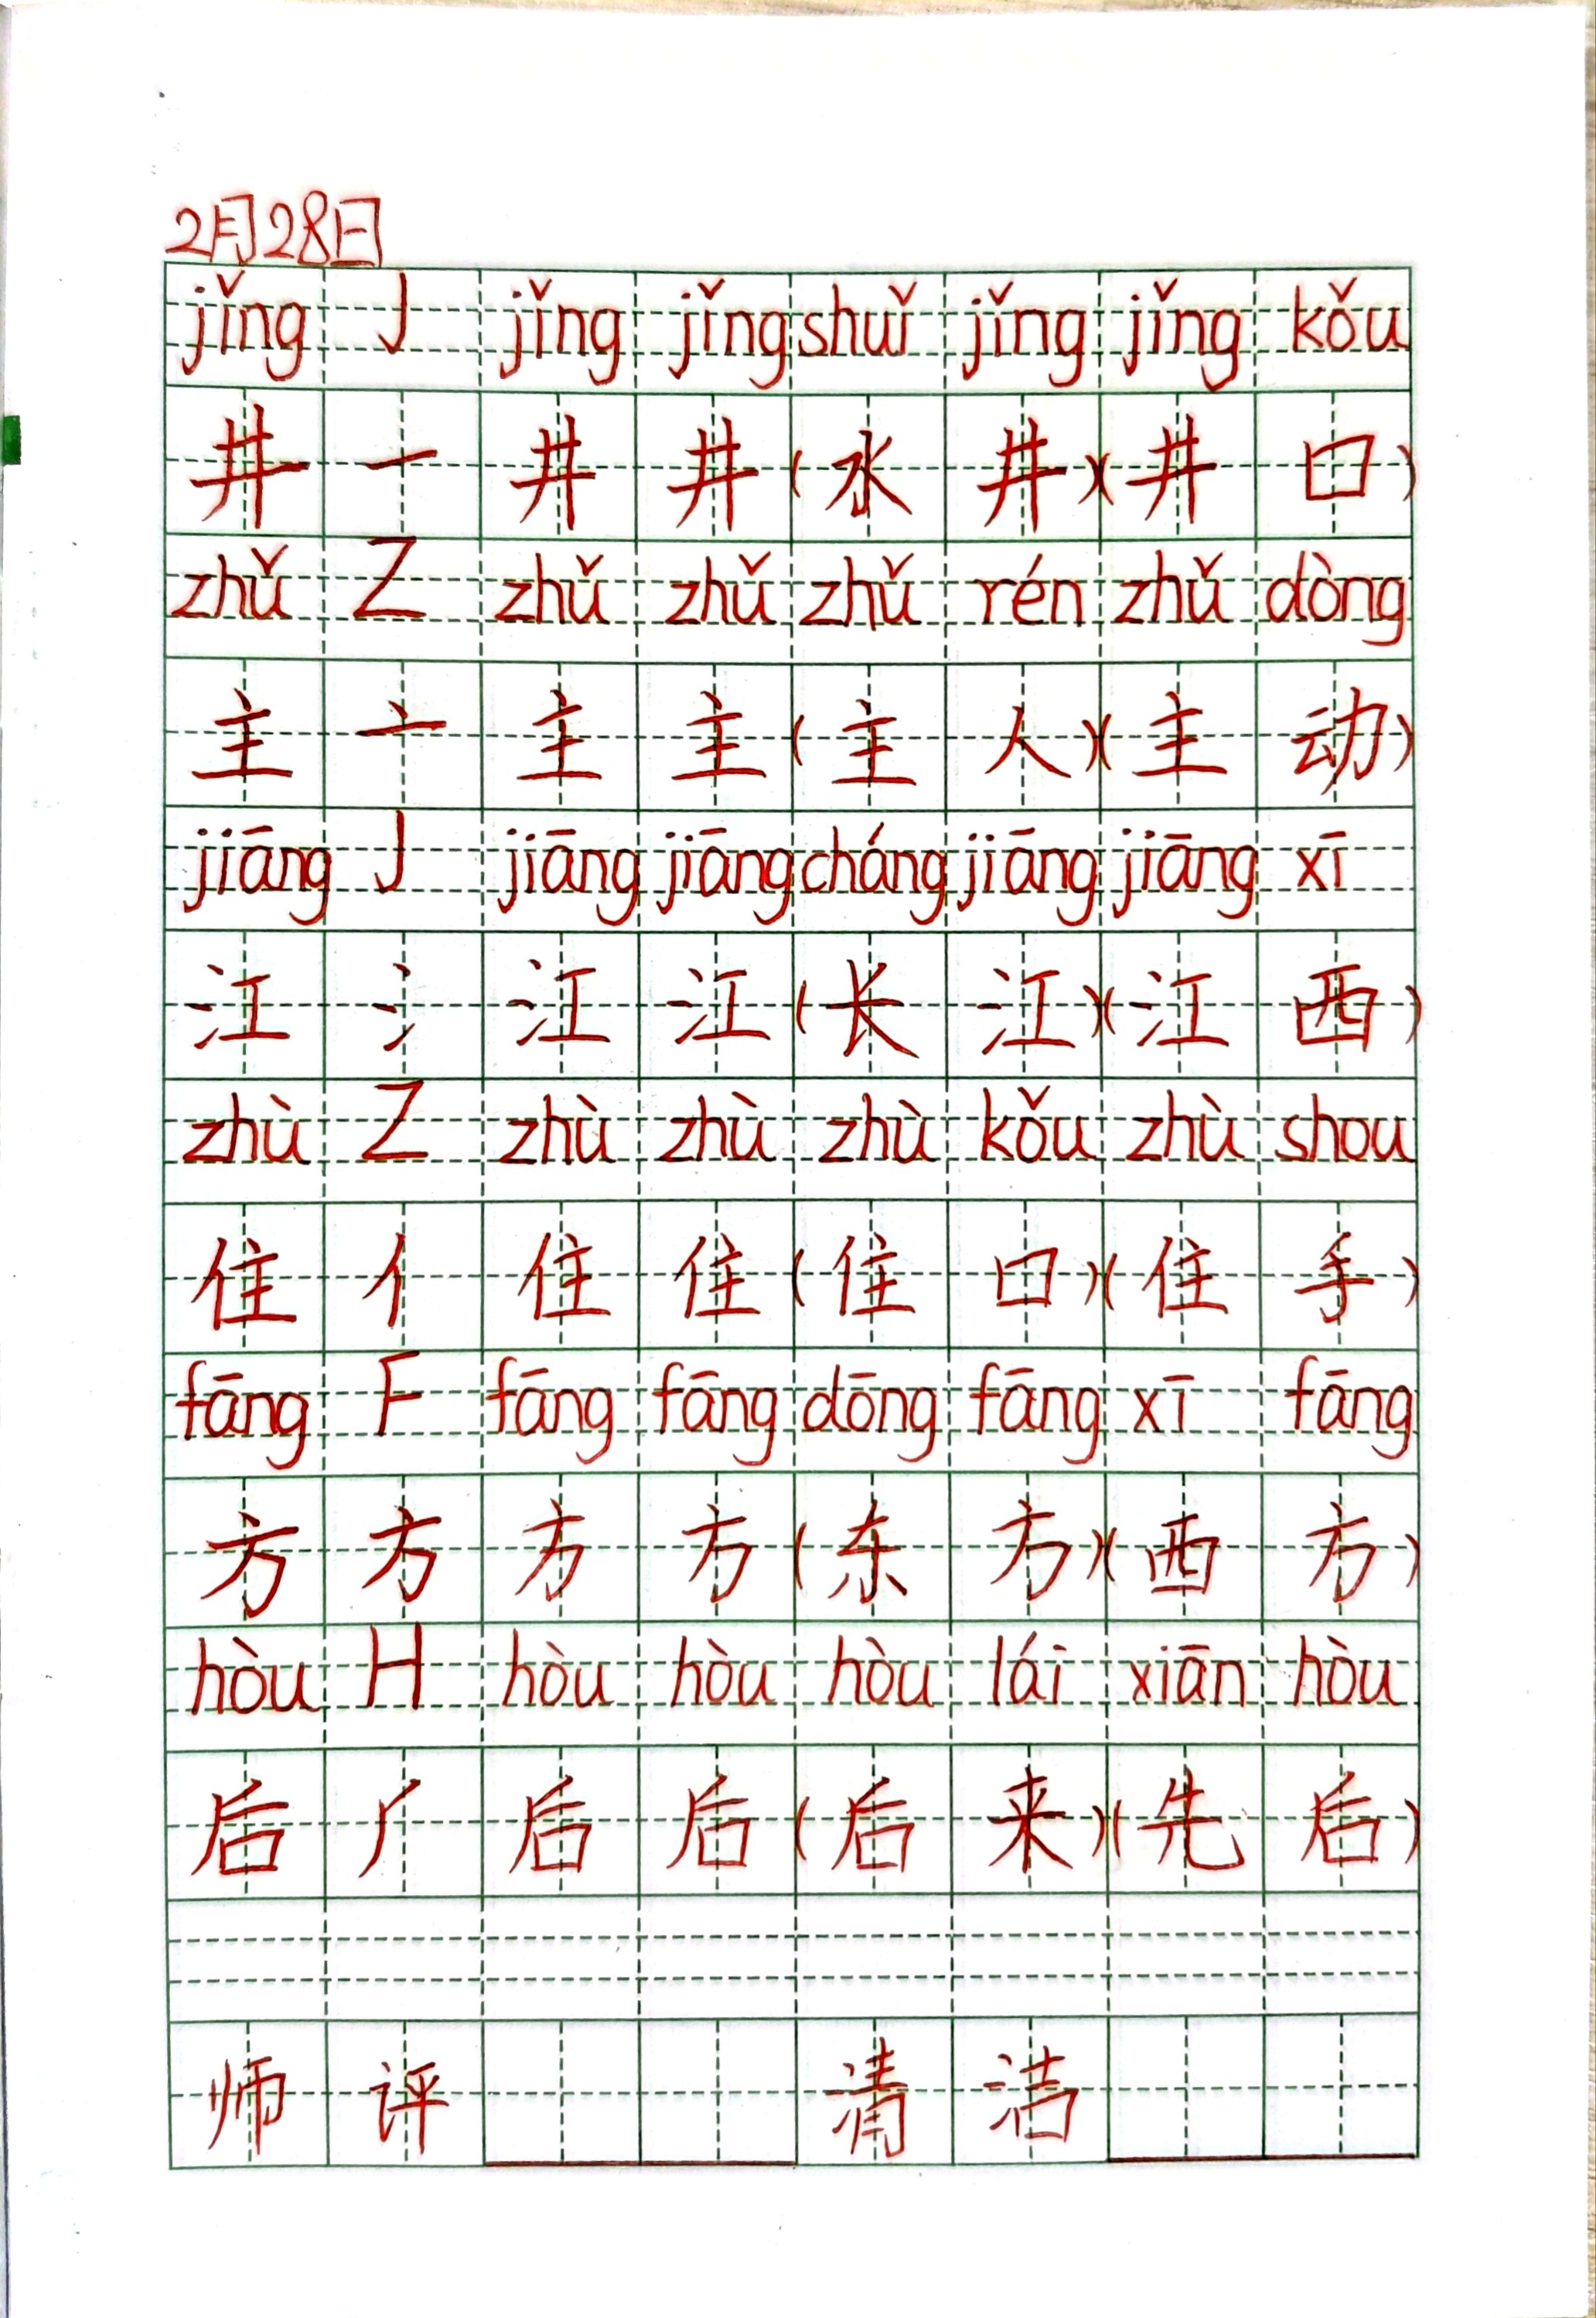 2月28日
jǐng J jǐng jǐng shuǐ jǐng jǐng kǒu
井 一 井 井 (水 井)(井 口)
zhǔ Z zhǔ zhǔ zhǔ rén zhǔ dòng
主 亠 主 主 (主 人)(主 动)
jiāng J jiāng jiāng cháng jiāng jiāng xī
江 氵 江 江 (长 江)(江 西)
zhù Z zhù zhù zhù kǒu zhù shou
住 亻 住 住 (住 口)(住 手)
fāng F fāng fāng dōng fāng xī fāng
方 方 方 方 (东 方)(西 方)
hòu H hòu hòu hòu lái xiān hòu
后 𠂆 后 后 (后 来)(先 后)
师 评 清 洁